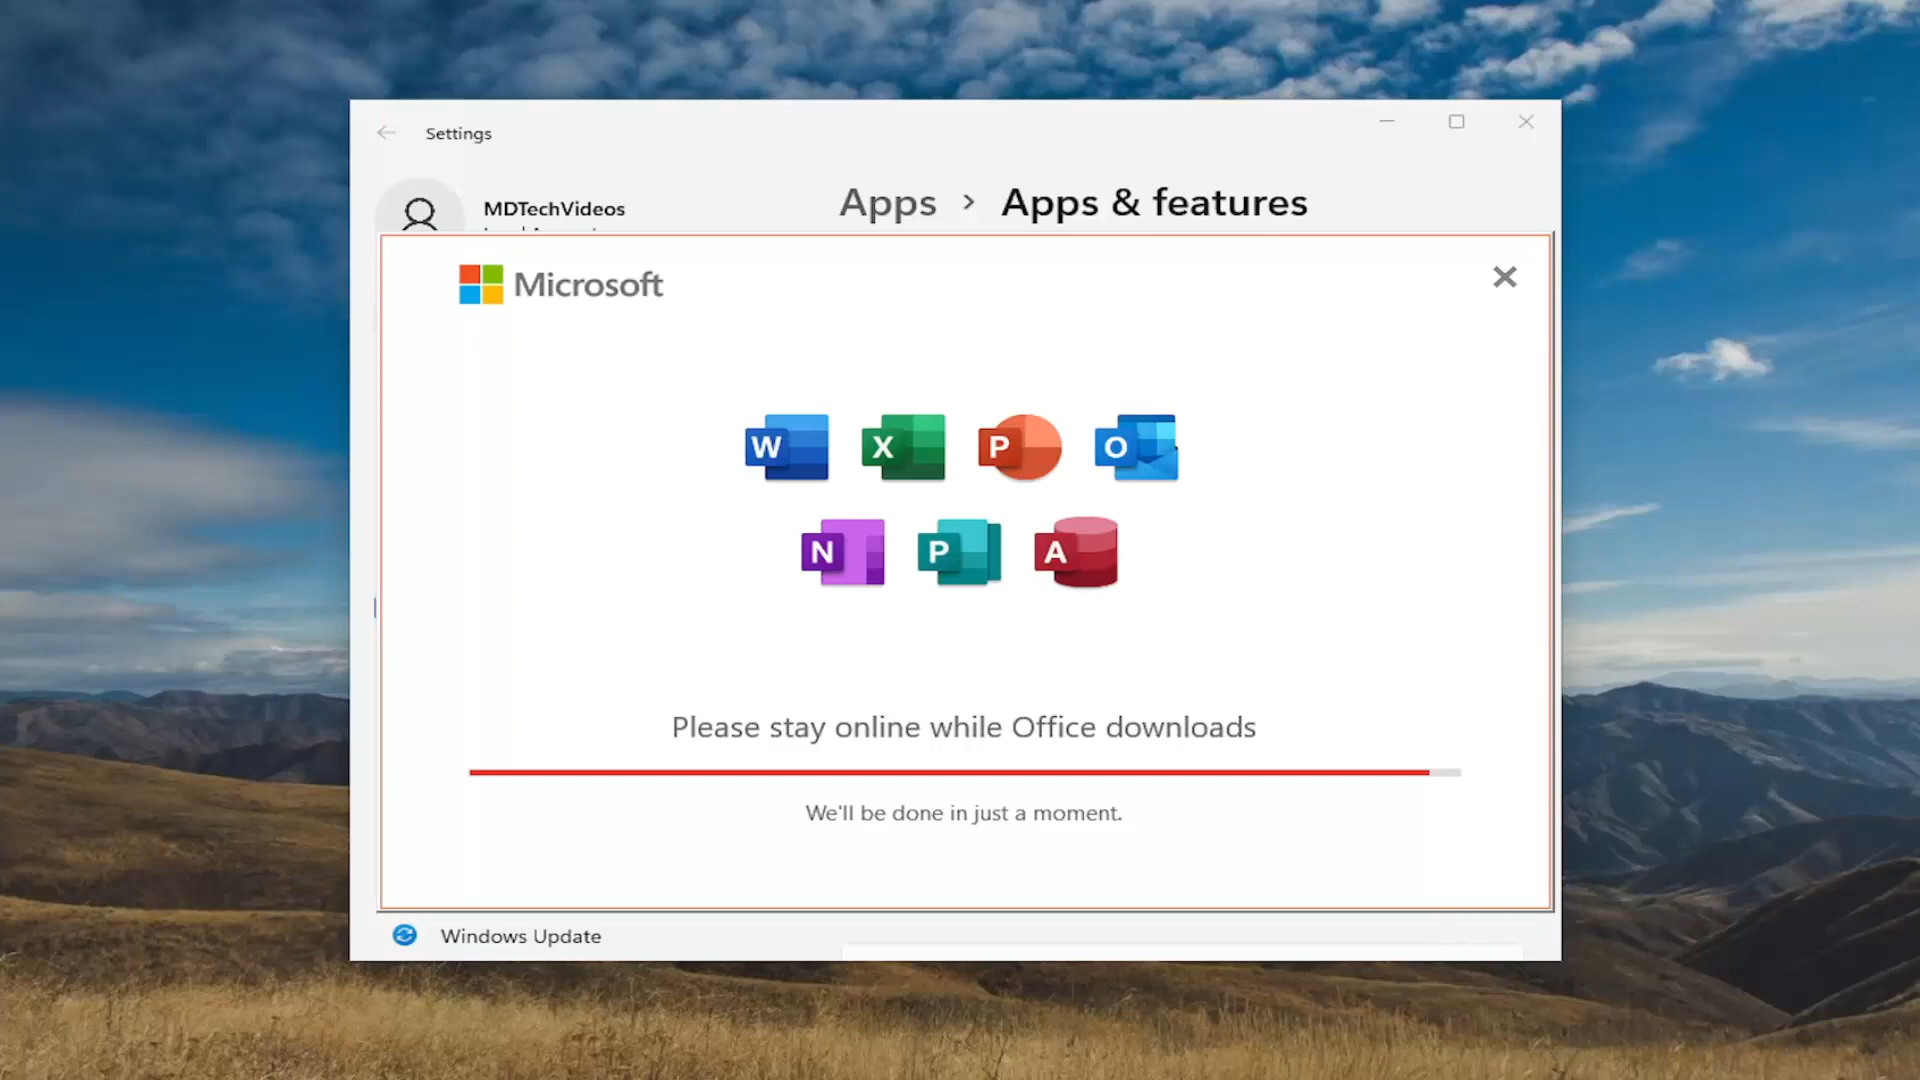 Settings
MDTechVideos
Apps > Apps & features
Microsoft
W X P O
N P A
Please stay online while Office downloads
We'll be done in just a moment.
Windows Update